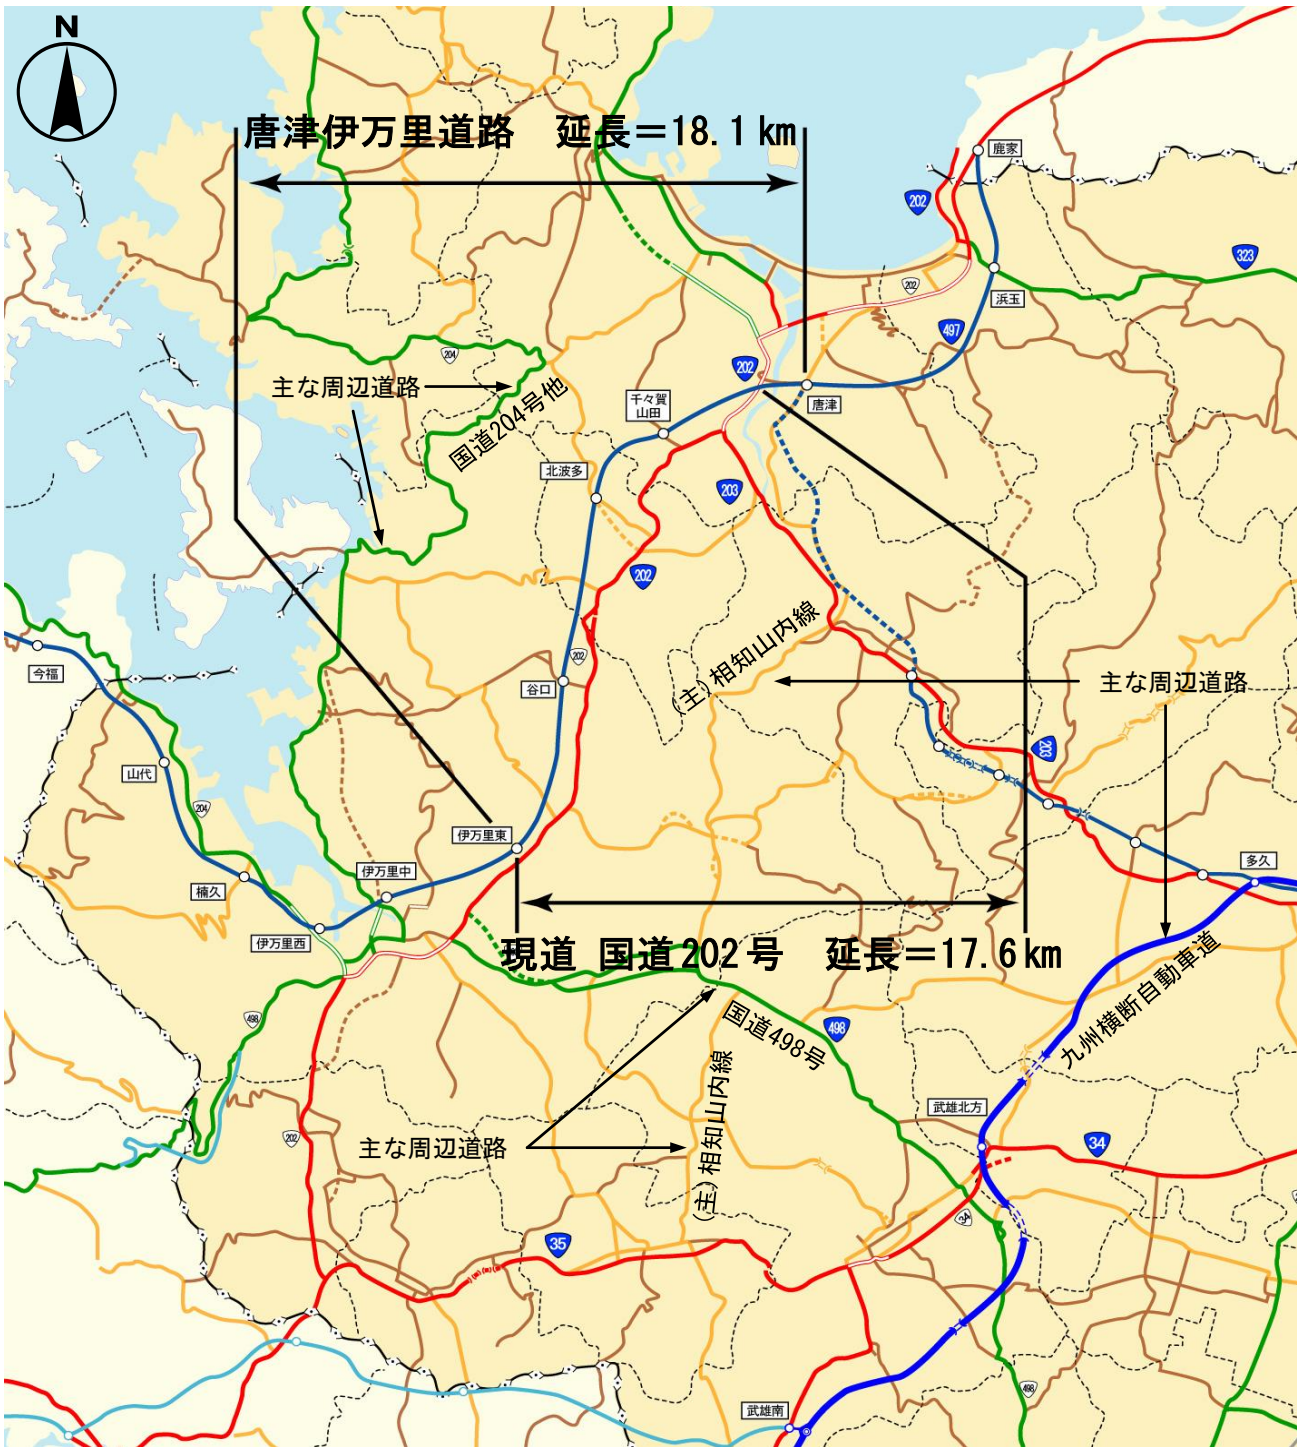 N
唐津伊万里道路　延長＝18.1km
鹿家
202
323
浜玉
202
497
204
主な周辺道路
国道204号他
202
千々賀
山田
唐津
北波多
203
202
(主)相知山内線
202
今福
谷口
主な周辺道路
203
山代
204
伊万里東
伊万里中
多久
楠久
伊万里西
現道　国道202号　延長＝17.6km
498
国道498号
498
九州横断自動車道
(主)相知山内線
武雄北方
202
主な周辺道路
34
34
35
498
武雄南